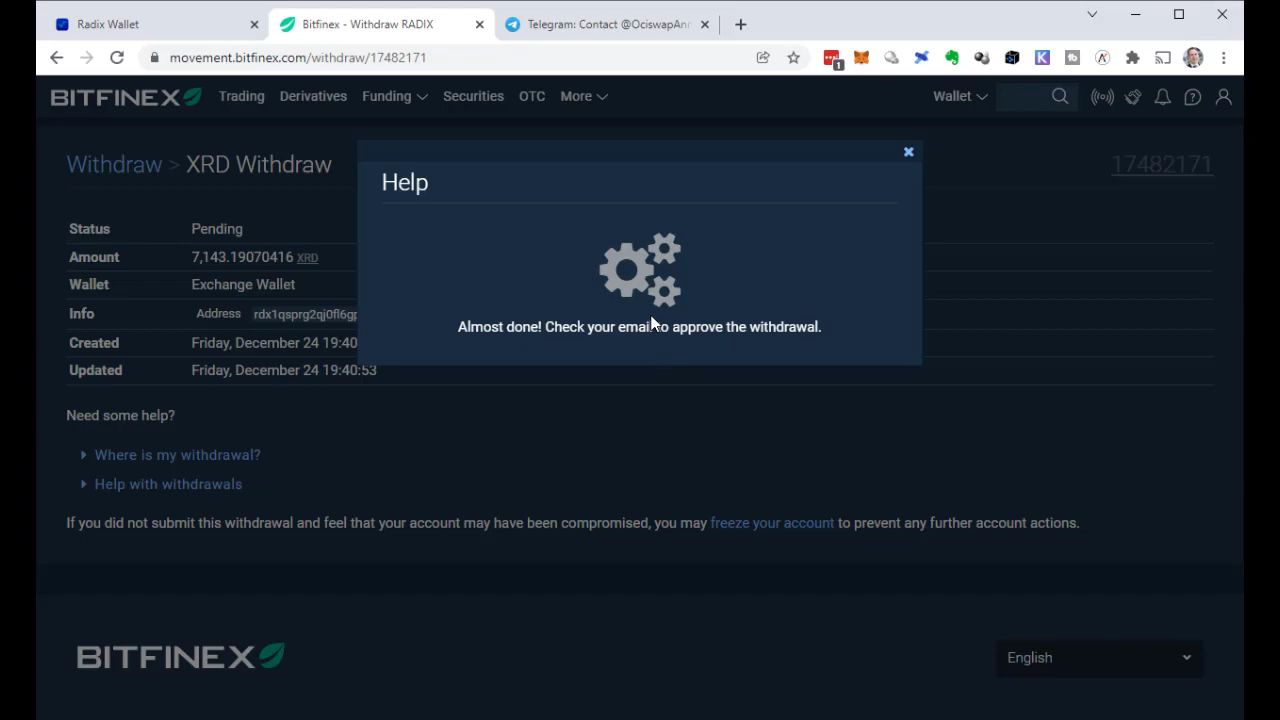 Radix Wallet
Bitfinex - Withdraw RADIX
Telegram: Contact @OciswapAnn
movement.bitfinex.com/withdraw/17482171
1
BITFINEX
Trading
Derivatives
Funding
Securities
OTC
More
Wallet
Withdraw > XRD Withdraw
17482171
Help
Almost done! Check your email to approve the withdrawal.
Status Pending
Amount 7,143.19070416 XRD
Wallet Exchange Wallet
Info Address rdx1qsprg2qj0fl6gp
Created Friday, December 24 19:40
Updated Friday, December 24 19:40:53
Need some help?
Where is my withdrawal?
Help with withdrawals
If you did not submit this withdrawal and feel that your account may have been compromised, you may freeze your account to prevent any further account actions.
BITFINEX
English